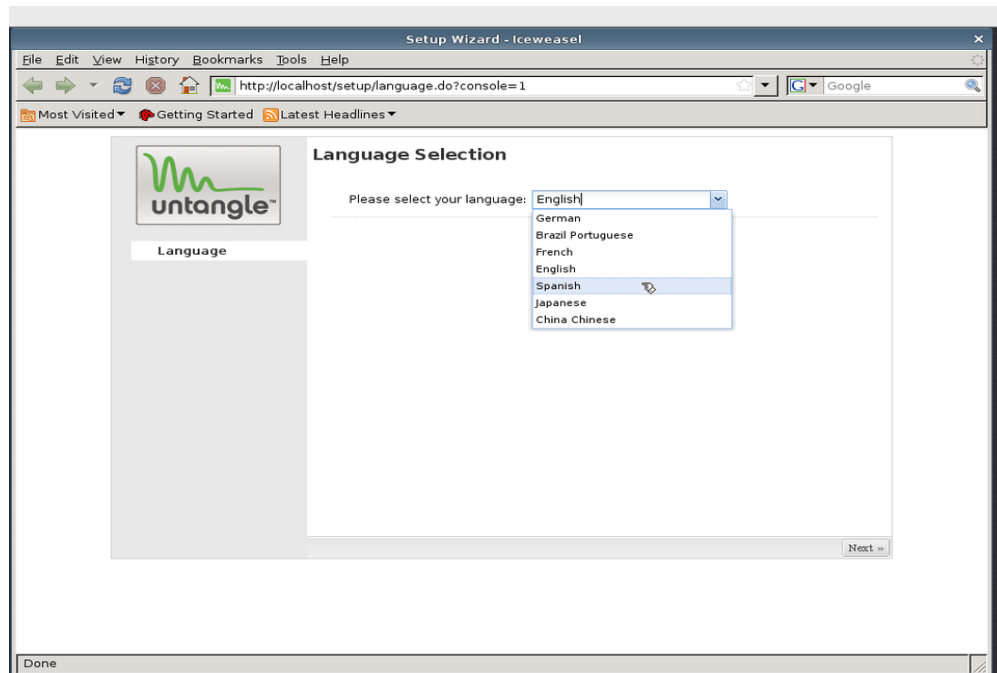 Setup Wizard - Iceweasel
File Edit View History Bookmarks Tools Help
http://localhost/setup/language.do?console=1
G Google
Most Visited Getting Started Latest Headlines
untangle™
Language Selection
Please select your language: English
German
Brazil Portuguese
French
English
Spanish
Japanese
China Chinese
Language
Next »
Done